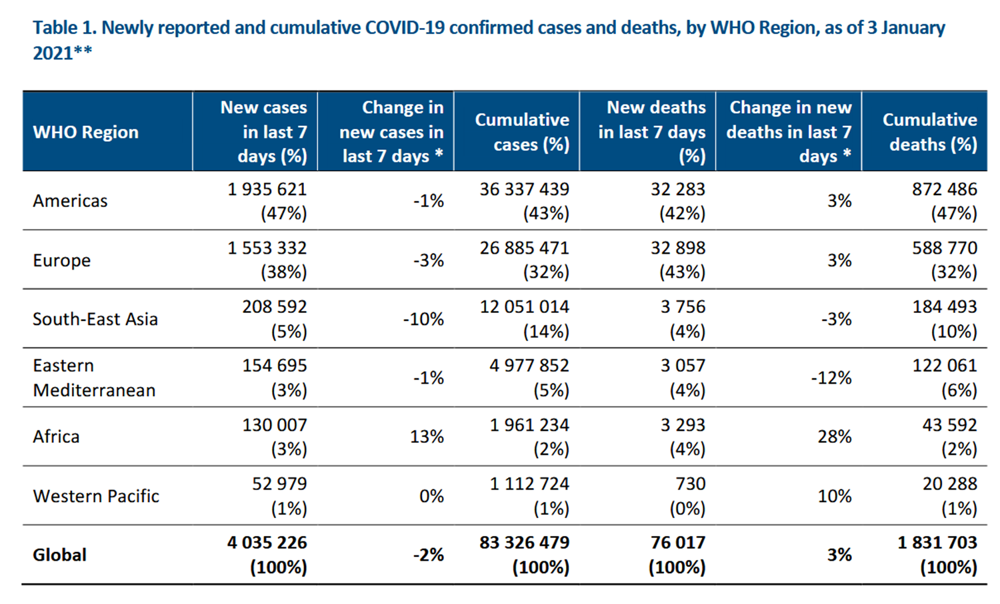 Table 1. Newly reported and cumulative COVID-19 confirmed cases and deaths, by WHO Region, as of 3 January
2021**
WHO Region
New cases
in last 7
days (%)
Change in
new cases in
last 7 days *
Cumulative
cases (%)
New deaths
in last 7 days
(%)
Change in new
deaths in last 7
days *
Cumulative
deaths (%)
Americas
1 935 621
(47%)
-1%
36 337 439
(43%)
32 283
(42%)
3%
872 486
(47%)
Europe
1 553 332
(38%)
-3%
26 885 471
(32%)
32 898
(43%)
3%
588 770
(32%)
South-East Asia
208 592
(5%)
-10%
12 051 014
(14%)
3 756
(4%)
-3%
184 493
(10%)
Eastern
Mediterranean
154 695
(3%)
-1%
4 977 852
(5%)
3 057
(4%)
-12%
122 061
(6%)
Africa
130 007
(3%)
13%
1 961 234
(2%)
3 293
(4%)
28%
43 592
(2%)
Western Pacific
52 979
(1%)
0%
1 112 724
(1%)
730
(0%)
10%
20 288
(1%)
Global
4 035 226
(100%)
-2%
83 326 479
(100%)
76 017
(100%)
3%
1 831 703
(100%)